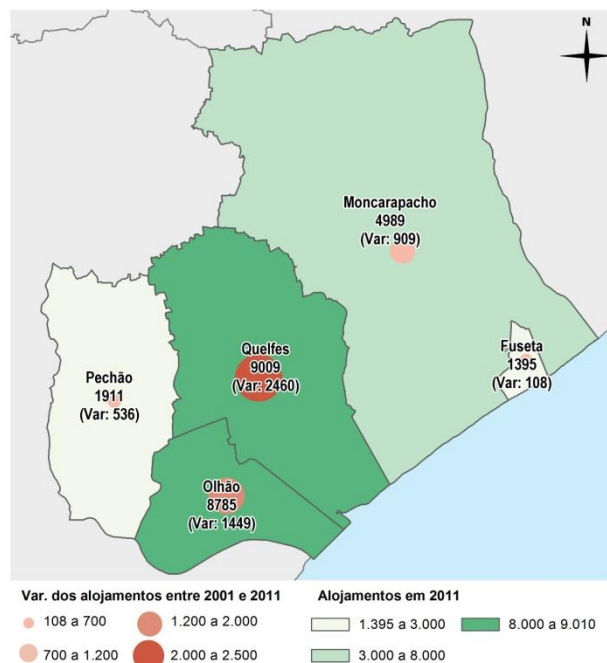 N
Moncarapacho
4989
(Var: 909)
Fuseta
1395
(Var: 108)
Quelfes
9009
(Var: 2460)
Pechão
1911
(Var: 536)
Olhão
8785
(Var: 1449)
Var. dos alojamentos entre 2001 e 2011
108 a 700
700 a 1.200
1.200 a 2.000
2.000 a 2.500
Alojamentos em 2011
1.395 a 3.000
3.000 a 8.000
8.000 a 9.010